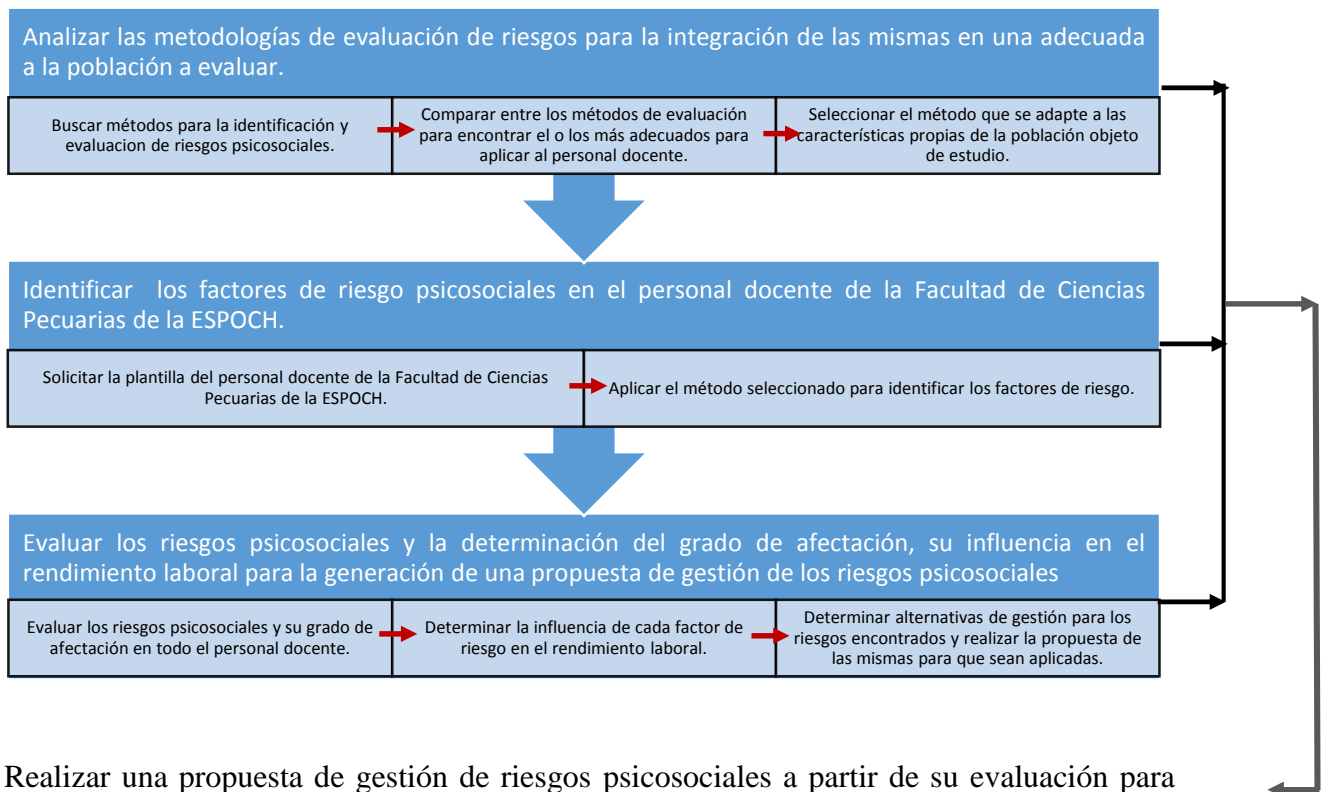 Analizar las metodologías de evaluación de riesgos para la integración de las mismas en una adecuada
a la población a evaluar.
Buscar métodos para la identificación y
evaluacion de riesgos psicosociales.
Comparar entre los métodos de evaluación
para encontrar el o los más adecuados para
aplicar al personal docente.
Seleccionar el método que se adapte a las
características propias de la población objeto
de estudio.
Identificar los factores de riesgo psicosociales en el personal docente de la Facultad de Ciencias
Pecuarias de la ESPOCH.
Solicitar la plantilla del personal docente de la Facultad de Ciencias
Pecuarias de la ESPOCH.
Aplicar el método seleccionado para identificar los factores de riesgo.
Evaluar los riesgos psicosociales y la determinación del grado de afectación, su influencia en el
rendimiento laboral para la generación de una propuesta de gestión de los riesgos psicosociales
Evaluar los riesgos psicosociales y su grado de
afectación en todo el personal docente.
Determinar la influencia de cada factor de
riesgo en el rendimiento laboral.
Determinar alternativas de gestión para los
riesgos encontrados y realizar la propuesta de
las mismas para que sean aplicadas.
Realizar una propuesta de gestión de riesgos psicosociales a partir de su evaluación para